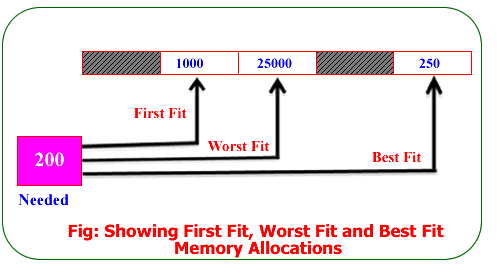 1000 25000 250
First Fit
Worst Fit
200
Best Fit
Needed
Fig: Showing First Fit, Worst Fit and Best Fit
Memory Allocations